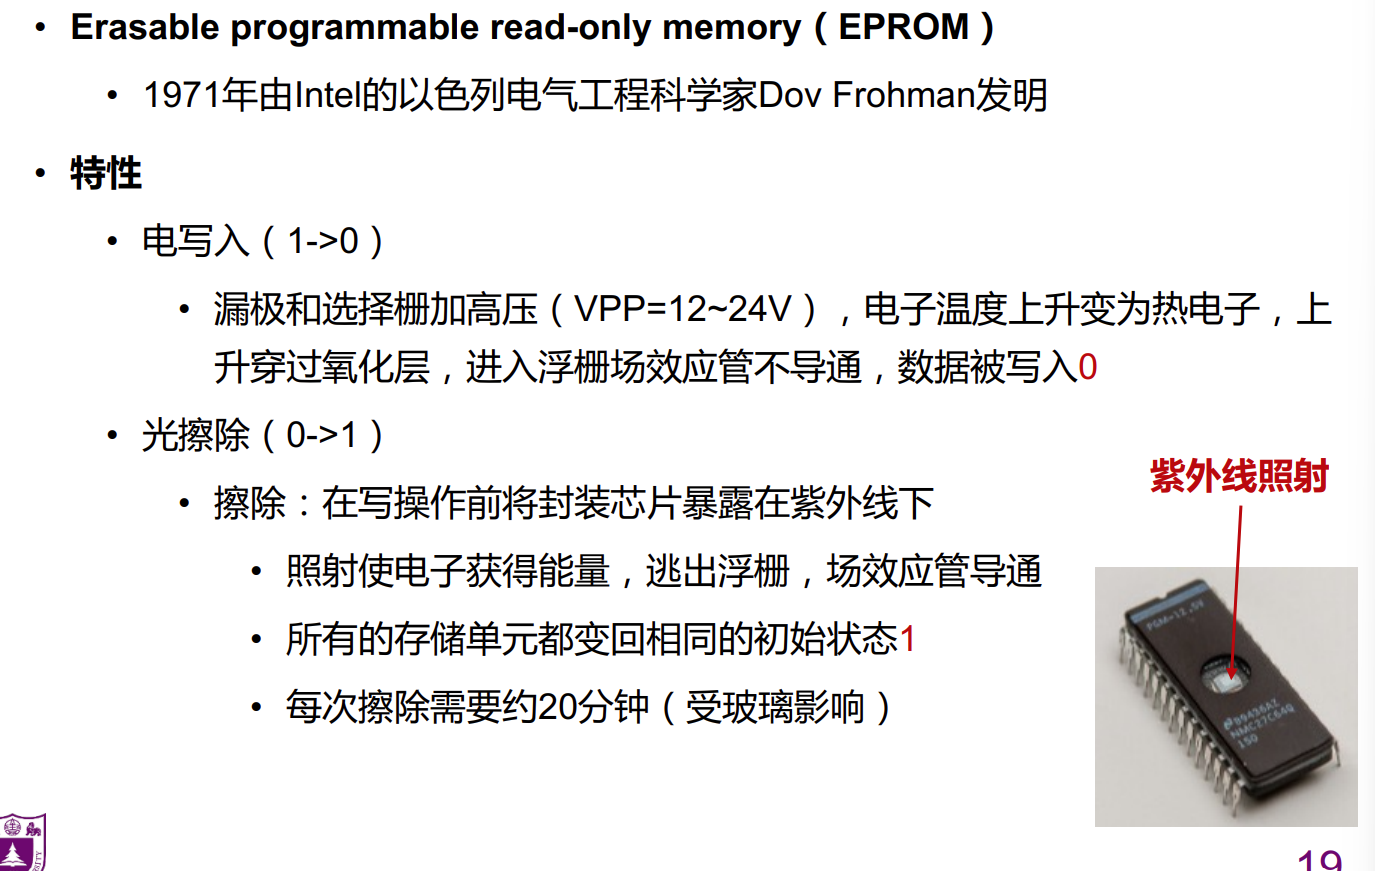 • Erasable programmable read-only memory（EPROM）
• 1971年由Intel的以色列电气工程科学家Dov Frohman发明
• 特性
• 电写入（1->0）
• 漏极和选择栅加高压（VPP=12~24V），电子温度上升变为热电子，上
升穿过氧化层，进入浮栅场效应管不导通，数据被写入0
• 光擦除（0->1）
• 擦除：在写操作前将封装芯片暴露在紫外线下
• 照射使电子获得能量，逃出浮栅，场效应管导通
• 所有的存储单元都变回相同的初始状态1
• 每次擦除需要约20分钟（受玻璃影响）
紫外线照射
PGM=12.5V
B9436AZ
NMC27C64Q
150
19